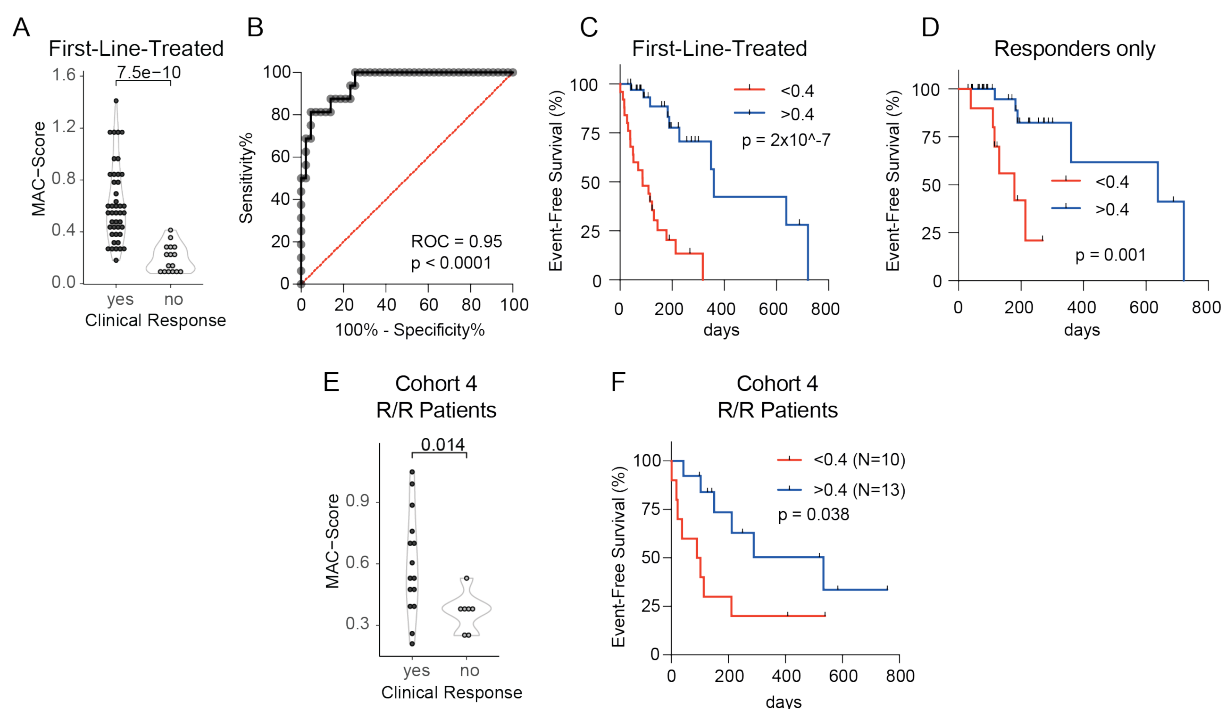 A
First-Line-Treated
7.5e−10
1.6
1.2
0.8
0.4
0.0
MAC−Score
yes no
Clinical Response
B
100
80
60
40
20
0
Sensitivity%
ROC = 0.95
p < 0.0001
0 20 40 60 80 100
100% - Specificity%
C
First-Line-Treated
<0.4
>0.4
p = 2x10^-7
100
75
50
25
0
Event-Free Survival (%)
0 200 400 600 800
days
D
Responders only
<0.4
>0.4
p = 0.001
100
75
50
25
0
Event-Free Survival (%)
0 200 400 600 800
days
E
Cohort 4
R/R Patients
0.014
0.9
0.6
0.3
MAC−Score
yes no
Clinical Response
F
Cohort 4
R/R Patients
<0.4 (N=10)
>0.4 (N=13)
p = 0.038
100
75
50
25
0
Event-Free Survival (%)
0 200 400 600 800
days